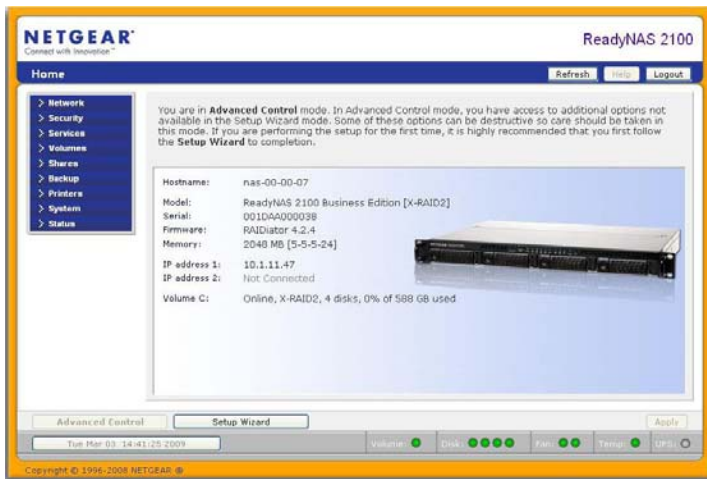 NETGEAR®
Connect with Innovation™
ReadyNAS 2100
Home
Refresh
Help
Logout
> Network
> Security
> Services
> Volumes
> Shares
> Backup
> Printers
> System
> Status
You are in Advanced Control mode. In Advanced Control mode, you have access to additional options not
available in the Setup Wizard mode. Some of these options can be destructive so care should be taken in
this mode. If you are performing the setup for the first time, it is highly recommended that you first follow
the Setup Wizard to completion.
Hostname: nas-00-00-07
Model: ReadyNAS 2100 Business Edition [X-RAID2]
Serial: 001DAA000038
Firmware: RAIDiator 4.2.4
Memory: 2048 MB [5-5-5-24]
IP address 1: 10.1.11.47
IP address 2: Not Connected
Volume C: Online, X-RAID2, 4 disks, 0% of 588 GB used
Advanced Control
Setup Wizard
Apply
Tue Mar 03 14:41:25 2009
Volume:
Disk:
Fan:
Temp:
UPS:
Copyright © 1996-2008 NETGEAR ®